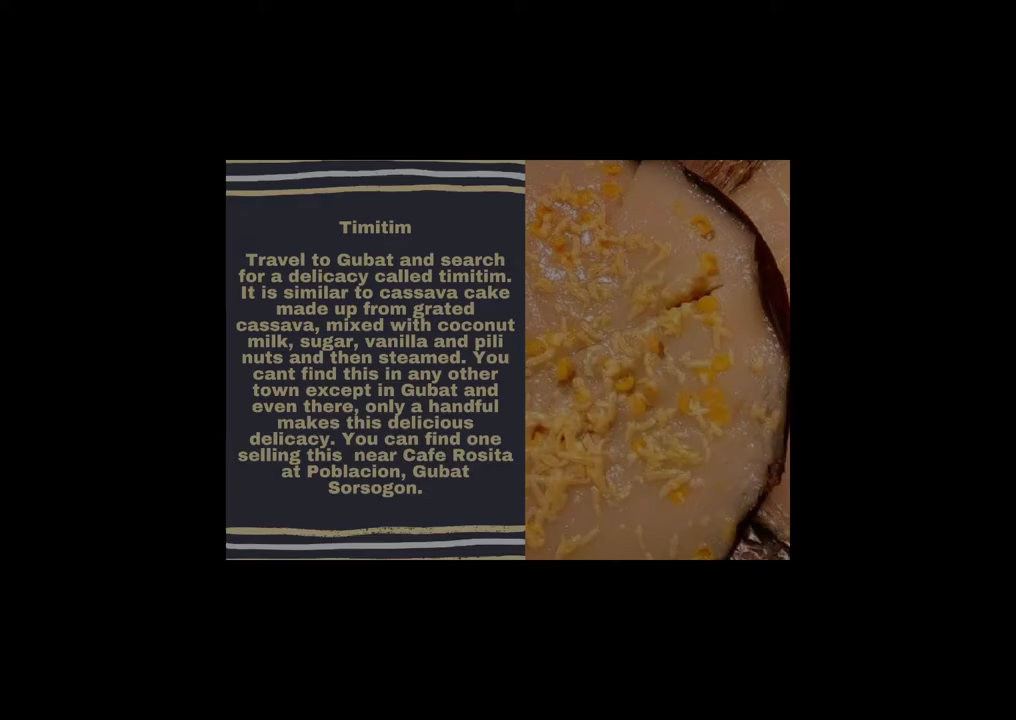 Timitim
Travel to Gubat and search
for a delicacy called timitim.
It is similar to cassava cake
made up from grated
cassava, mixed with coconut
milk, sugar, vanilla and pili
nuts and then steamed. You
cant find this in any other
town except in Gubat and
even there, only a handful
makes this delicious
delicacy. You can find one
selling this near Cafe Rosita
at Poblacion, Gubat
Sorsogon.